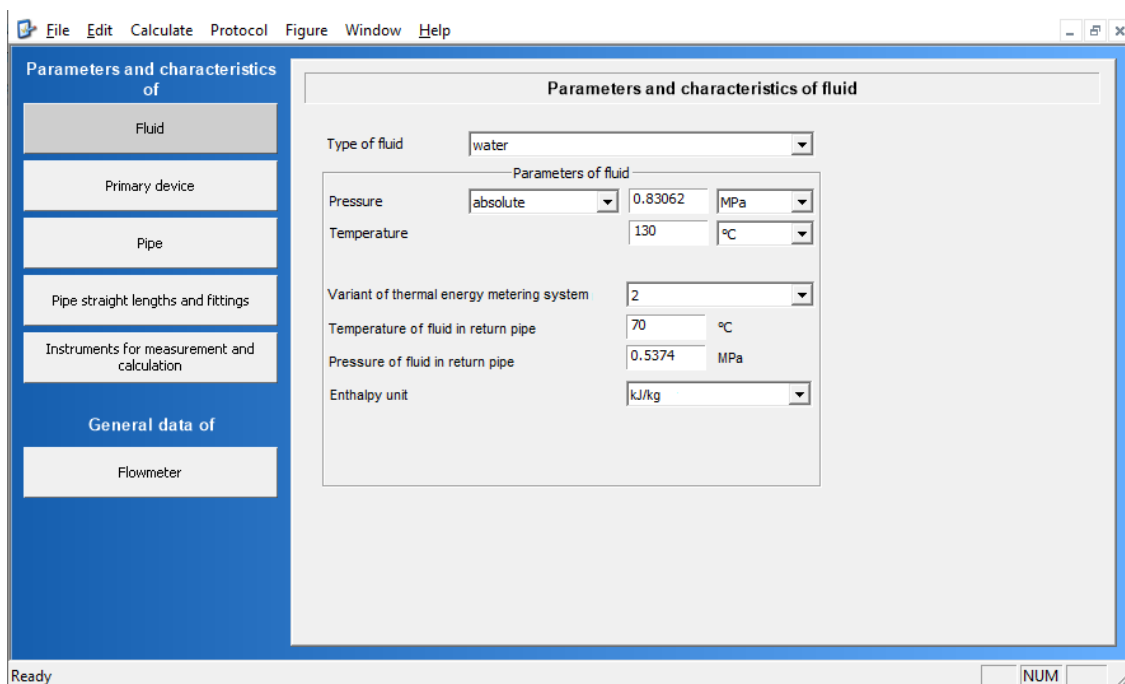 File Edit Calculate Protocol Figure Window Help
Parameters and characteristics
of
Fluid
Primary device
Pipe
Pipe straight lengths and fittings
Instruments for measurement and
calculation
General data of
Flowmeter
Parameters and characteristics of fluid
Type of fluid water
Parameters of fluid
Pressure absolute 0.83062 MPa
Temperature 130 ºC
Variant of thermal energy metering system 2
Temperature of fluid in return pipe 70 ºC
Pressure of fluid in return pipe 0.5374 MPa
Enthalpy unit kJ/kg
Ready NUM